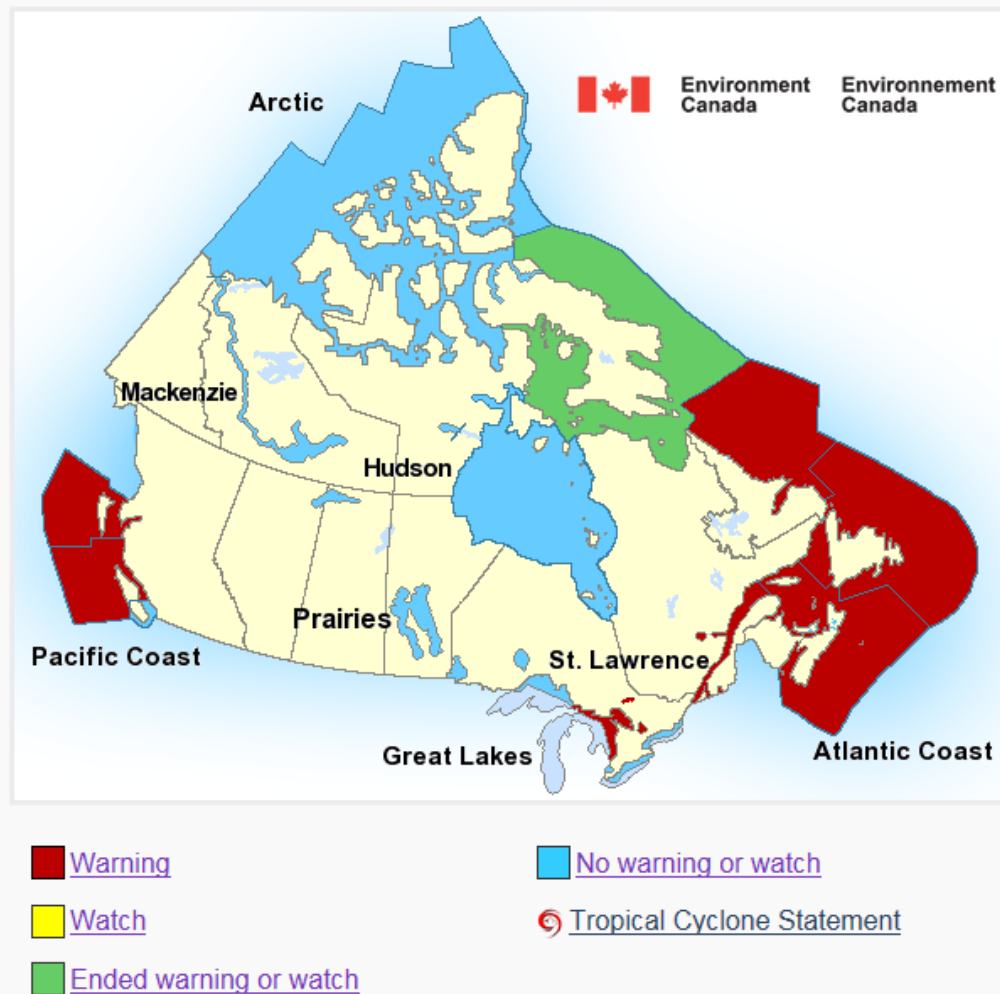 Arctic
Environment Environnement
Canada Canada
Mackenzie
Hudson
Prairies
Pacific Coast
St. Lawrence
Great Lakes
Atlantic Coast
Warning
No warning or watch
Watch
Tropical Cyclone Statement
Ended warning or watch